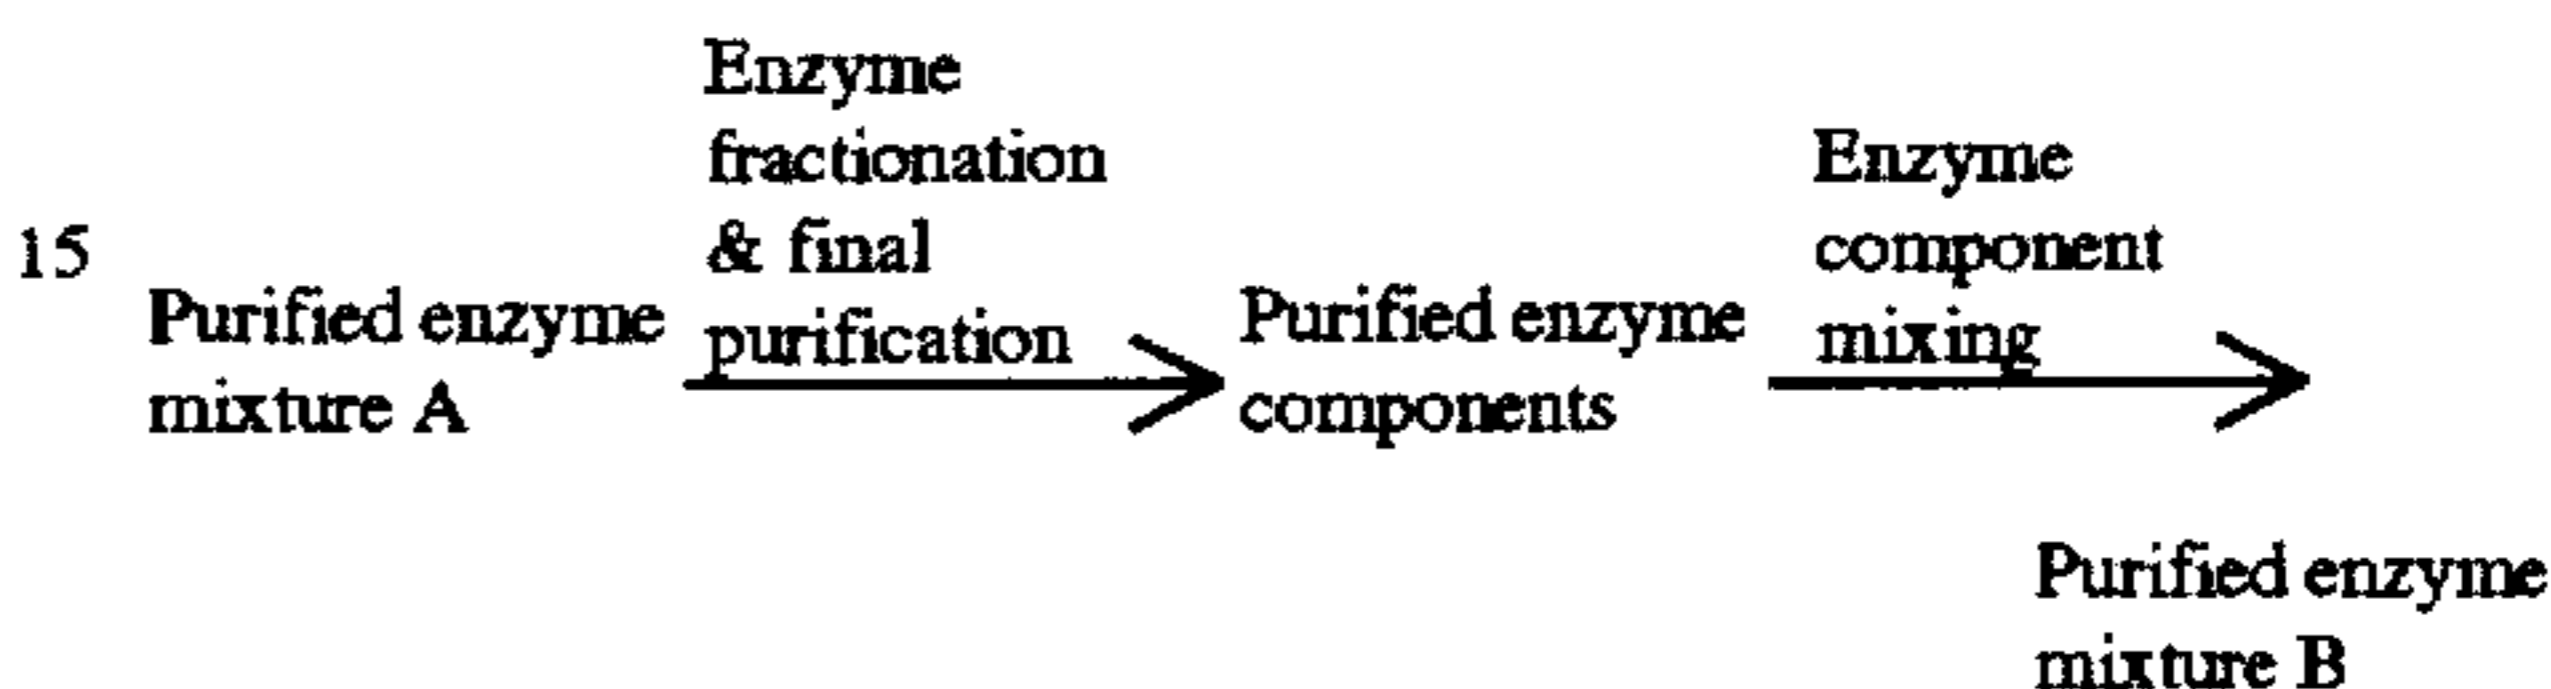 Enzyme
fractionation
& final
purification
Enzyme
component
mixing
15
Purified enzyme
mixture A
Purified enzyme
components
Purified enzyme
mixture B